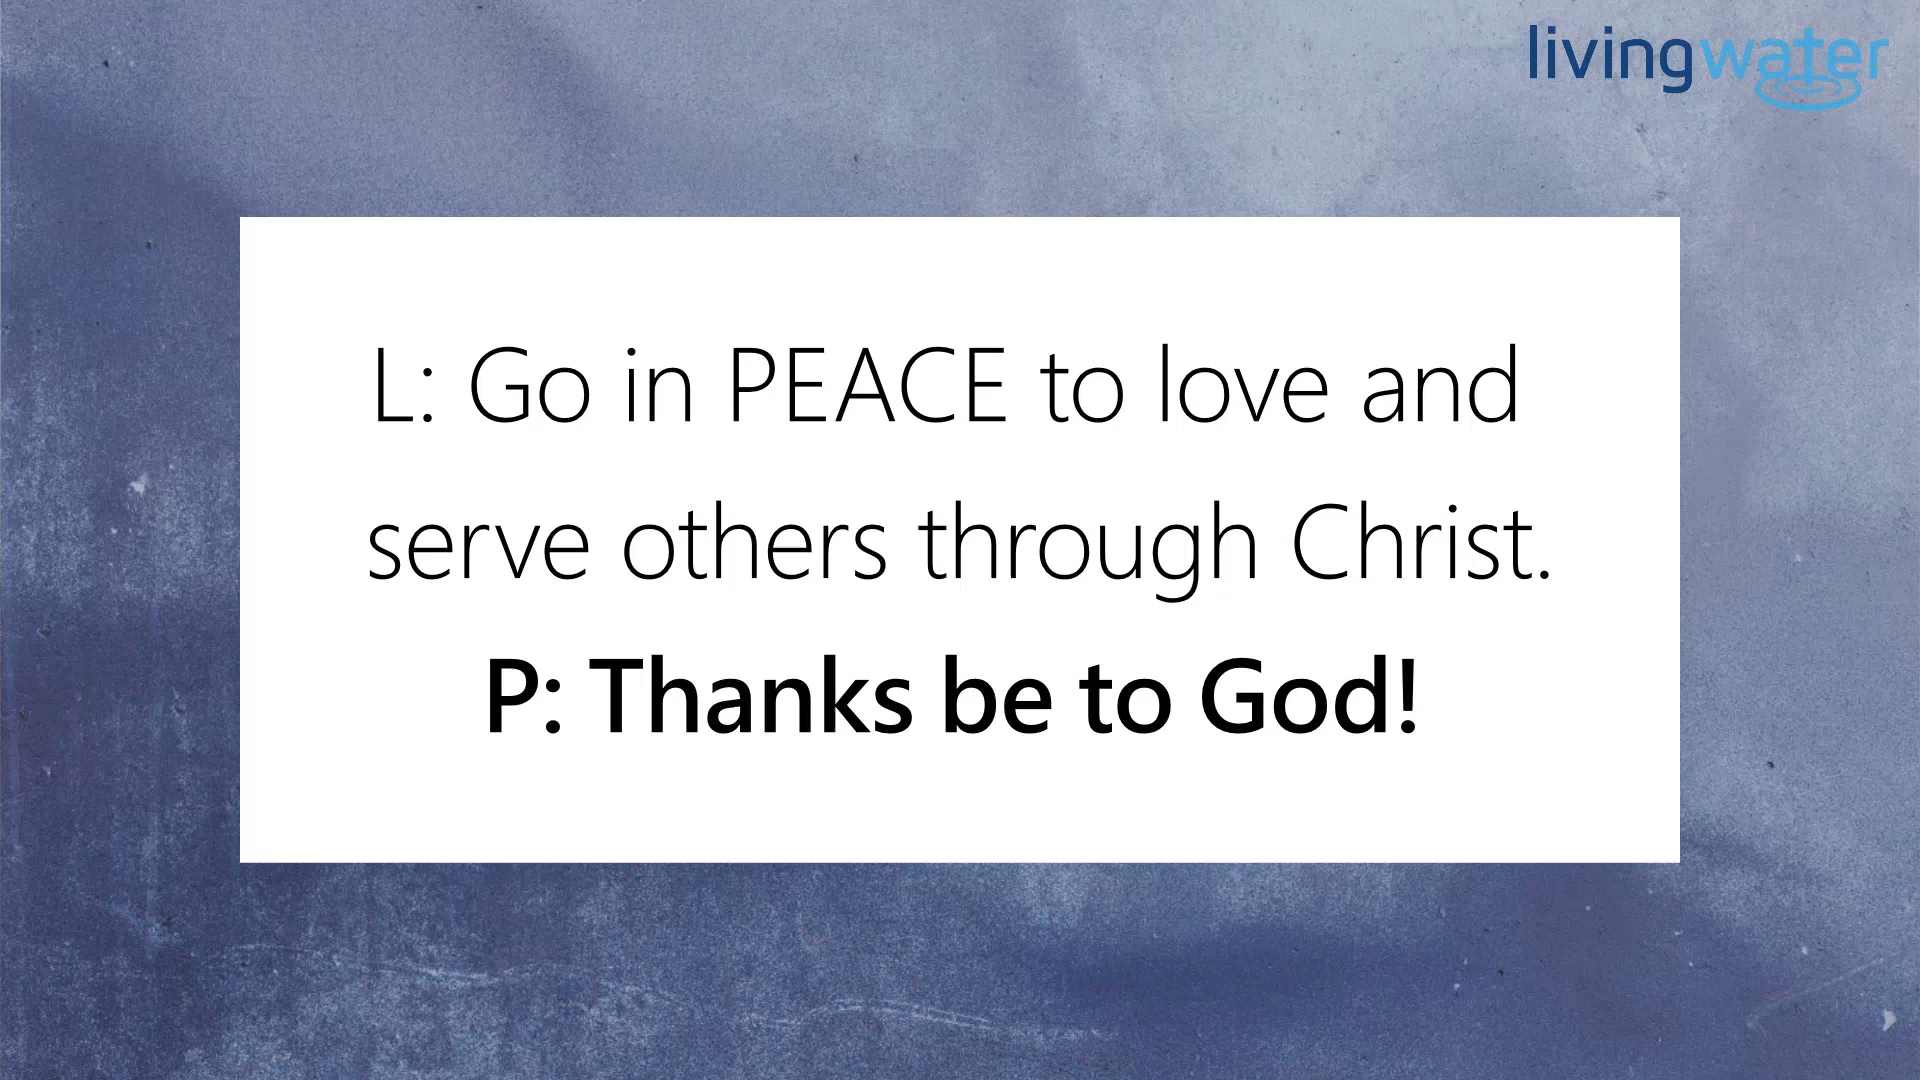 livingwater
L: Go in PEACE to love and
serve others through Christ.
P: Thanks be to God!